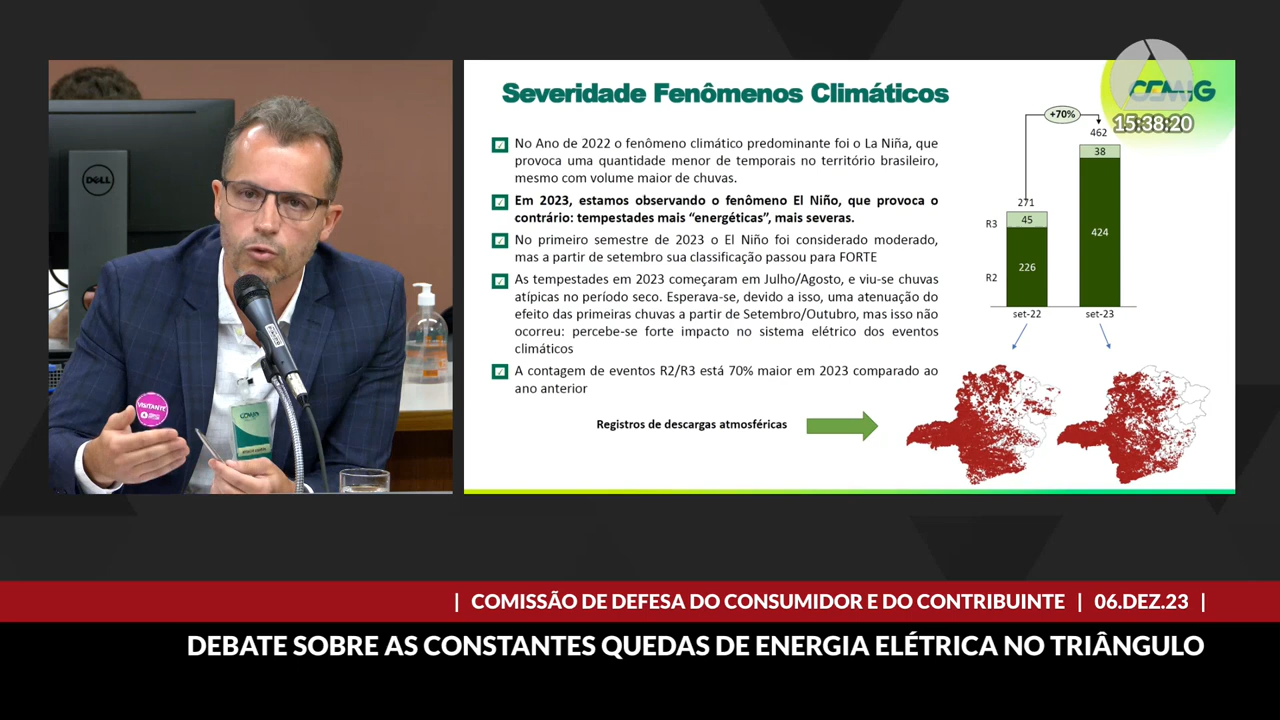 DELL
VISITANTE
CEMIG
Severidade Fenômenos Climáticos
CEMIG
15:38:20
No Ano de 2022 o fenômeno climático predominante foi o La Niña, que
provoca uma quantidade menor de temporais no território brasileiro,
mesmo com volume maior de chuvas.
Em 2023, estamos observando o fenômeno El Niño, que provoca o
contrário: tempestades mais “energéticas”, mais severas.
No primeiro semestre de 2023 o El Niño foi considerado moderado,
mas a partir de setembro sua classificação passou para FORTE
As tempestades em 2023 começaram em Julho/Agosto, e viu-se chuvas
atípicas no período seco. Esperava-se, devido a isso, uma atenuação do
efeito das primeiras chuvas a partir de Setembro/Outubro, mas isso não
ocorreu: percebe-se forte impacto no sistema elétrico dos eventos
climáticos
A contagem de eventos R2/R3 está 70% maior em 2023 comparado ao
ano anterior
Registros de descargas atmosféricas
+70%
462
38
271
R3
45
424
226
R2
set-22
set-23
| COMISSÃO DE DEFESA DO CONSUMIDOR E DO CONTRIBUINTE | 06.DEZ.23 |
DEBATE SOBRE AS CONSTANTES QUEDAS DE ENERGIA ELÉTRICA NO TRIÂNGULO